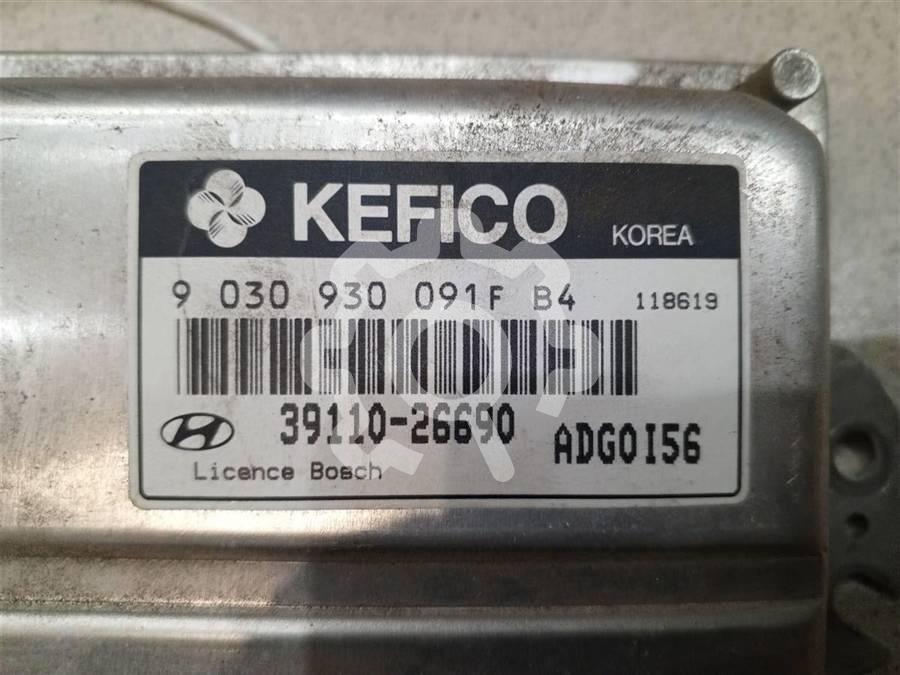 KEFICO KOREA
9 030 930 091F B4 118619
39110-26690 ADG0I56
Licence Bosch